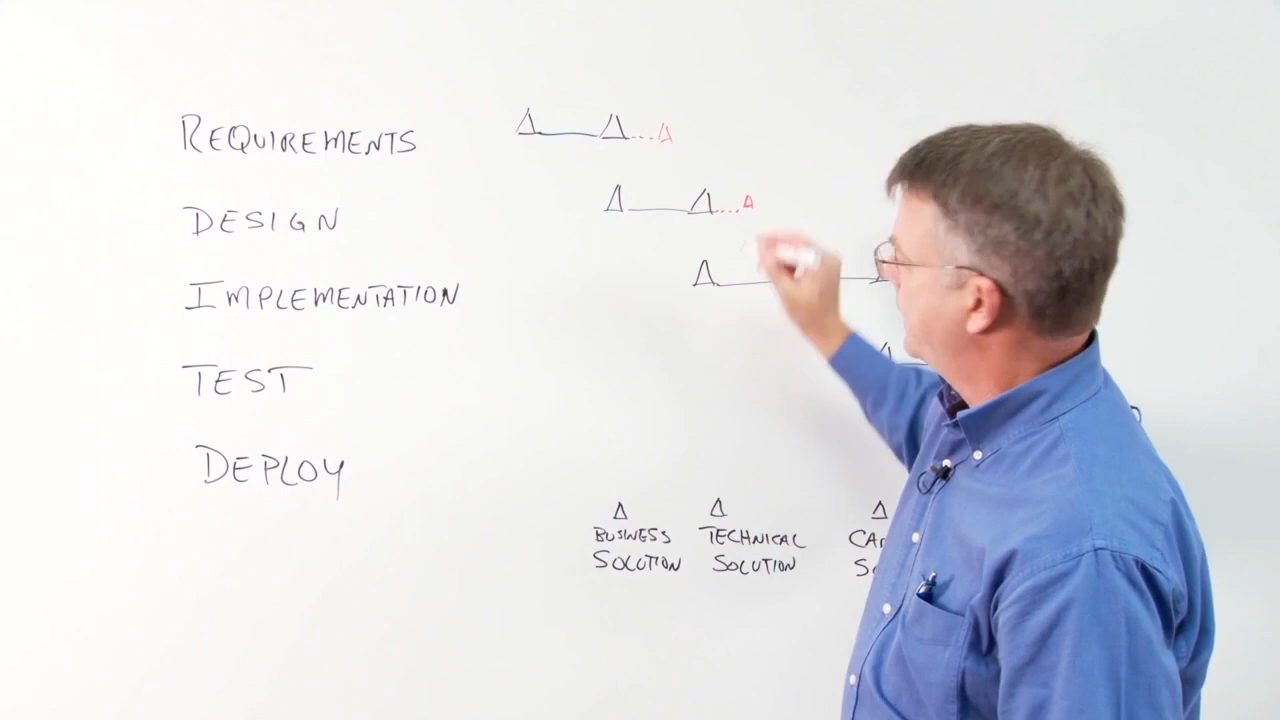 REQUIREMENTS
DESIGN
IMPLEMENTATION
TEST
DEPLOY
BUSINESS
SOLUTION
TECHNICAL
SOLUTION